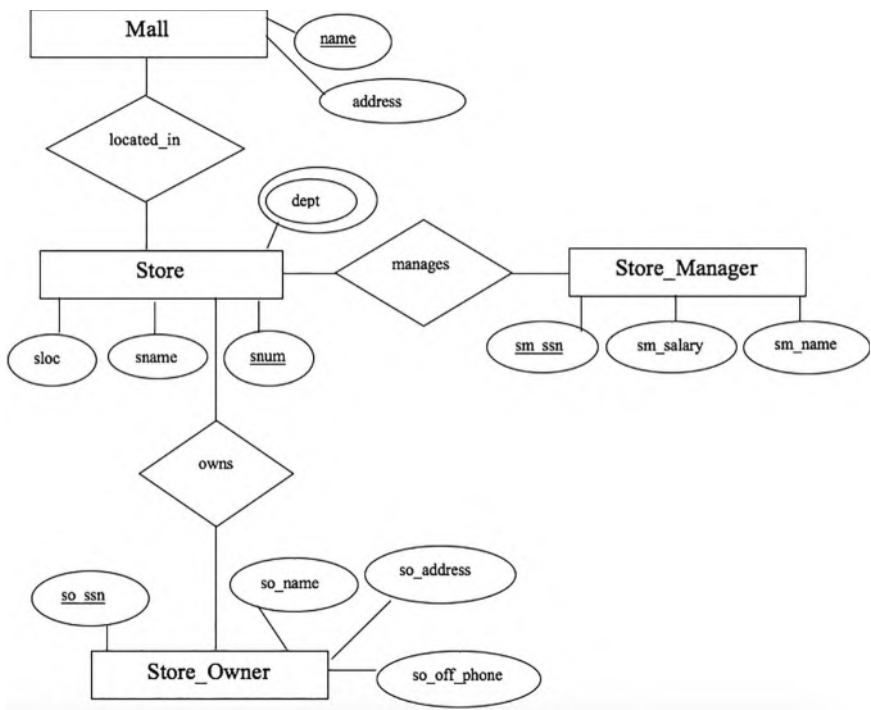 Mall
name
address
located_in
dept
Store
manages
Store_Manager
sloc
sname
snum
sm_ssn
sm_salary
sm_name
owns
so_ssn
so_name
so_address
Store_Owner
so_off_phone